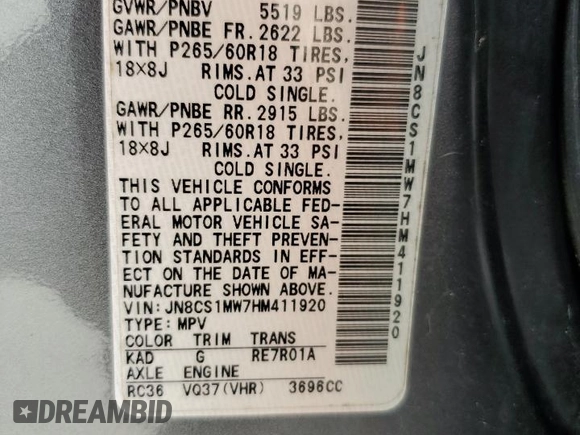 GVWR/PNBV 5519 LBS.
GAWR/PNBE FR. 2622 LBS.
WITH P265/60R18 TIRES,
18×8J RIMS. AT 33 PSI
COLD SINGLE.
GAWR/PNBE RR. 2915 LBS.
WITH P265/60R18 TIRES,
18×8J RIMS. AT 33 PSI
COLD SINGLE.
THIS VEHICLE CONFORMS
TO ALL APPLICABLE FED-
ERAL MOTOR VEHICLE SA-
FETY AND THEFT PREVEN-
TION STANDARDS IN EFF-
ECT ON THE DATE OF MA-
NUFACTURE SHOWN ABOVE.
VIN: JN8CS1MW7HM411920
TYPE: MPV
COLOR TRIM TRANS
KAD G RE7R01A
AXLE ENGINE
RC36 VQ37(VHR) 3696CC
JN8CS1MW7HM411920
DREAMBID